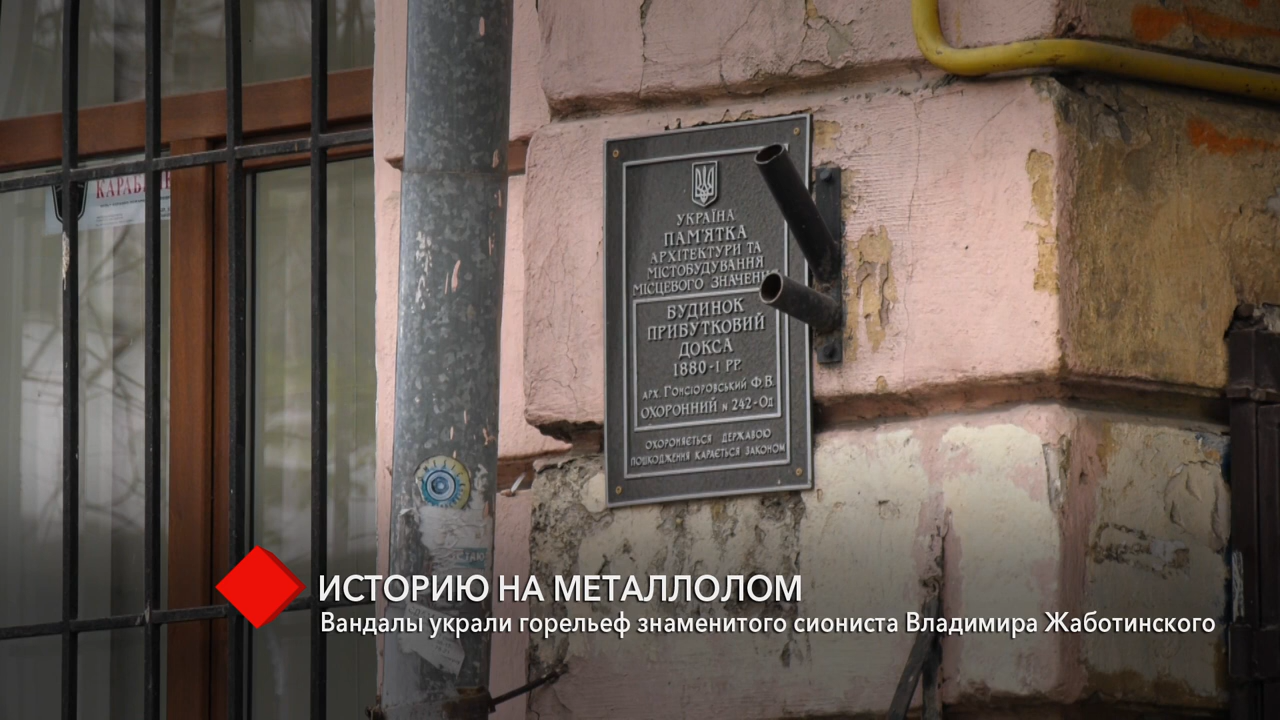 УКРАЇНА
ПАМ'ЯТКА
АРХІТЕКТУРИ ТА
МІСТОБУДУВАННЯ
МІСЦЕВОГО
БУДИНОК
ПРИБУТКОВИЙ
ДОКСА
1880-1 РР.
АРХ. ГОНСІОРОВСЬКИЙ Ф.В.
ОХОРОННИЙ № 242-Од
ОХОРОНЯЄТЬСЯ ДЕРЖАВОЮ
ПОШКОДЖЕННЯ КАРАЄТЬСЯ ЗАКОНОМ
ИСТОРИЮ НА МЕТАЛЛОЛОМ
Вандалы украли горельеф знаменитого сиониста Владимира Жаботинского